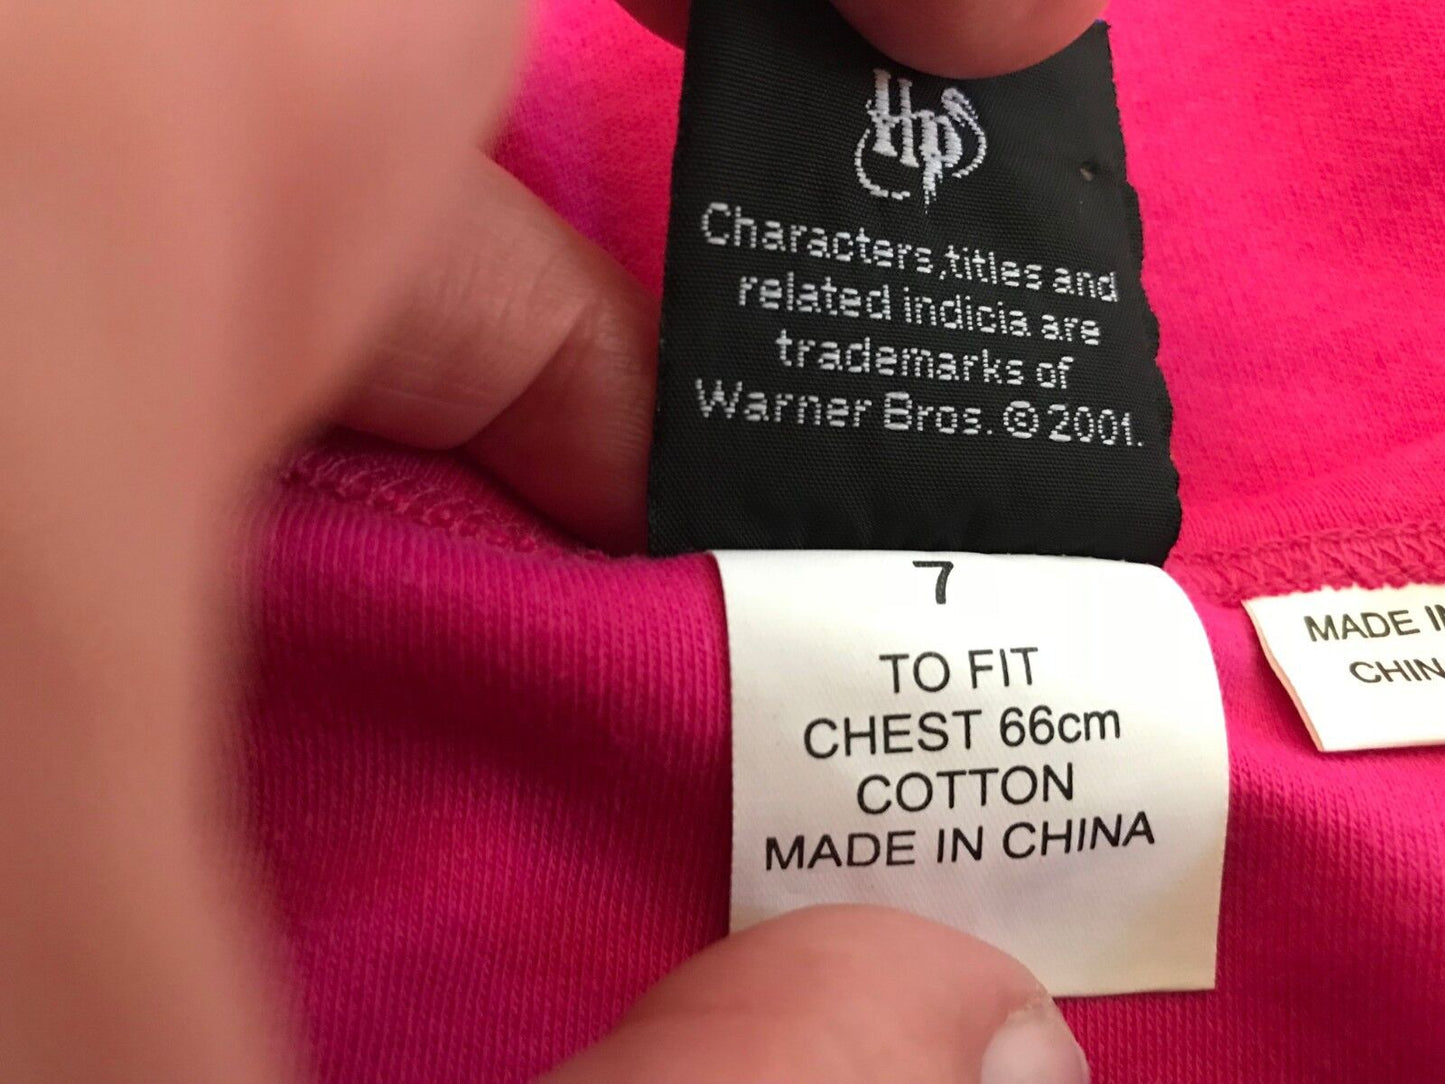 HP
Characters, titles and
related indicia are
trademarks of
Warner Bros. © 2001.
7
TO FIT
CHEST 66cm
COTTON
MADE IN CHINA
MADE I
CHIN